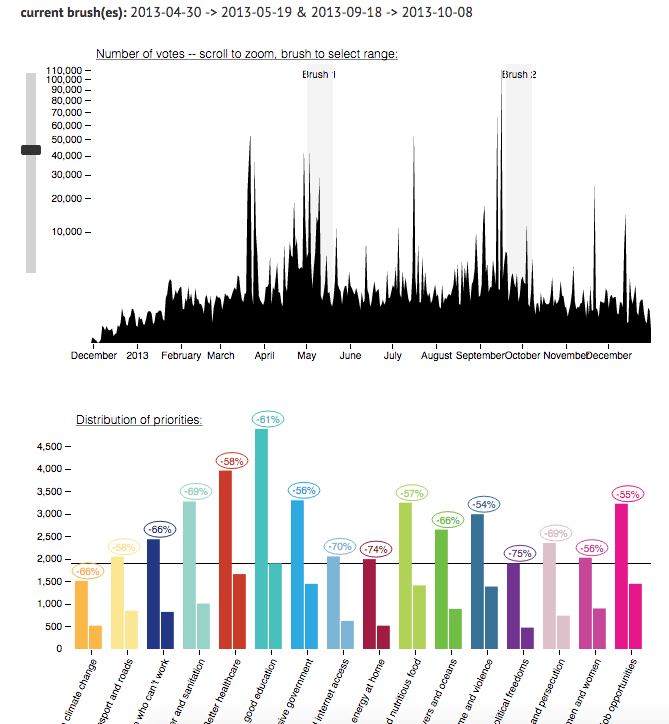 current brush(es): 2013-04-30 -> 2013-05-19 & 2013-09-18 -> 2013-10-08
Number of votes -- scroll to zoom, brush to select range:
Brush 1
Brush 2
110,000
100,000
90,000
80,000
70,000
60,000
50,000
40,000
30,000
20,000
10,000
December 2013 February March April May June July August September October November December
Distribution of priorities:
4,500
4,000
3,500
3,000
2,500
2,000
1,500
1,000
500
0
-66%
-58%
-66%
-69%
-58%
-61%
-56%
-70%
-74%
-57%
-66%
-54%
-75%
-69%
-56%
-55%
climate change
sport and roads
who can't work
and sanitation
better healthcare
good education
sive government
internet access
energy at home
d nutritious food
ers and oceans
me and violence
litical freedoms
and persecution
en and women
ob opportunities